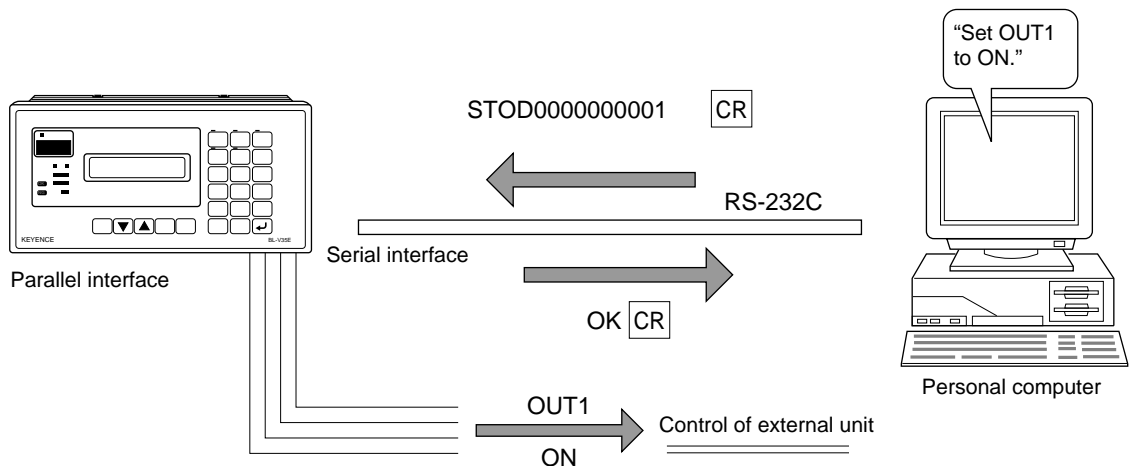 “Set OUT1
to ON.”
STOD0000000001 CR
RS-232C
KEYENCE
BL-V35E
Serial interface
Parallel interface
OK CR
Personal computer
OUT1
Control of external unit
ON